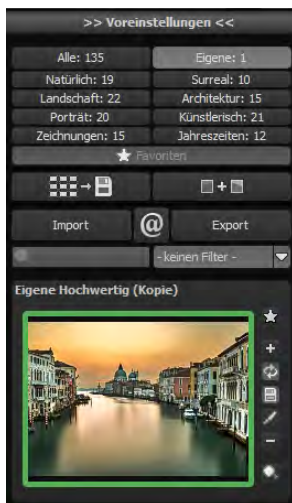 >> Voreinstellungen <<
Alle: 135
Eigene: 1
Natürlich: 19
Surreal: 10
Landschaft: 22
Architektur: 15
Porträt: 20
Künstlerisch: 21
Zeichnungen: 15
Jahreszeiten: 12
Favoriten
Import
@
Export
- keinen Filter -
Eigene Hochwertig (Kopie)